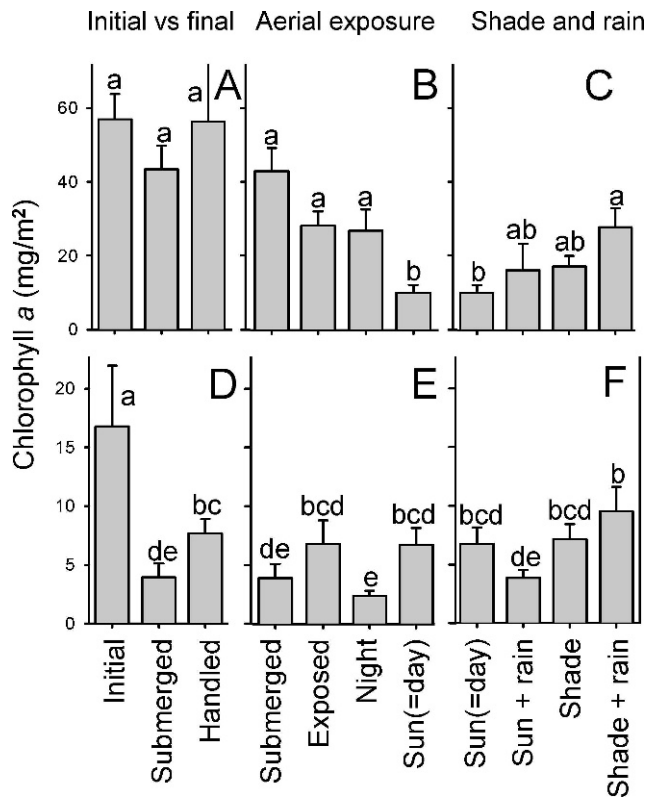 Initial vs final Aerial exposure Shade and rain
Chlorophyll a (mg/m²)
A
60
40
20
0
a
a
a
B
a
a
a
b
C
b
ab
ab
a
D
20
15
10
5
0
a
de
bc
E
de
bcd
e
bcd
F
bcd
de
bcd
b
Initial
Submerged
Handled
Submerged
Exposed
Night
Sun(=day)
Sun(=day)
Sun + rain
Shade
Shade + rain